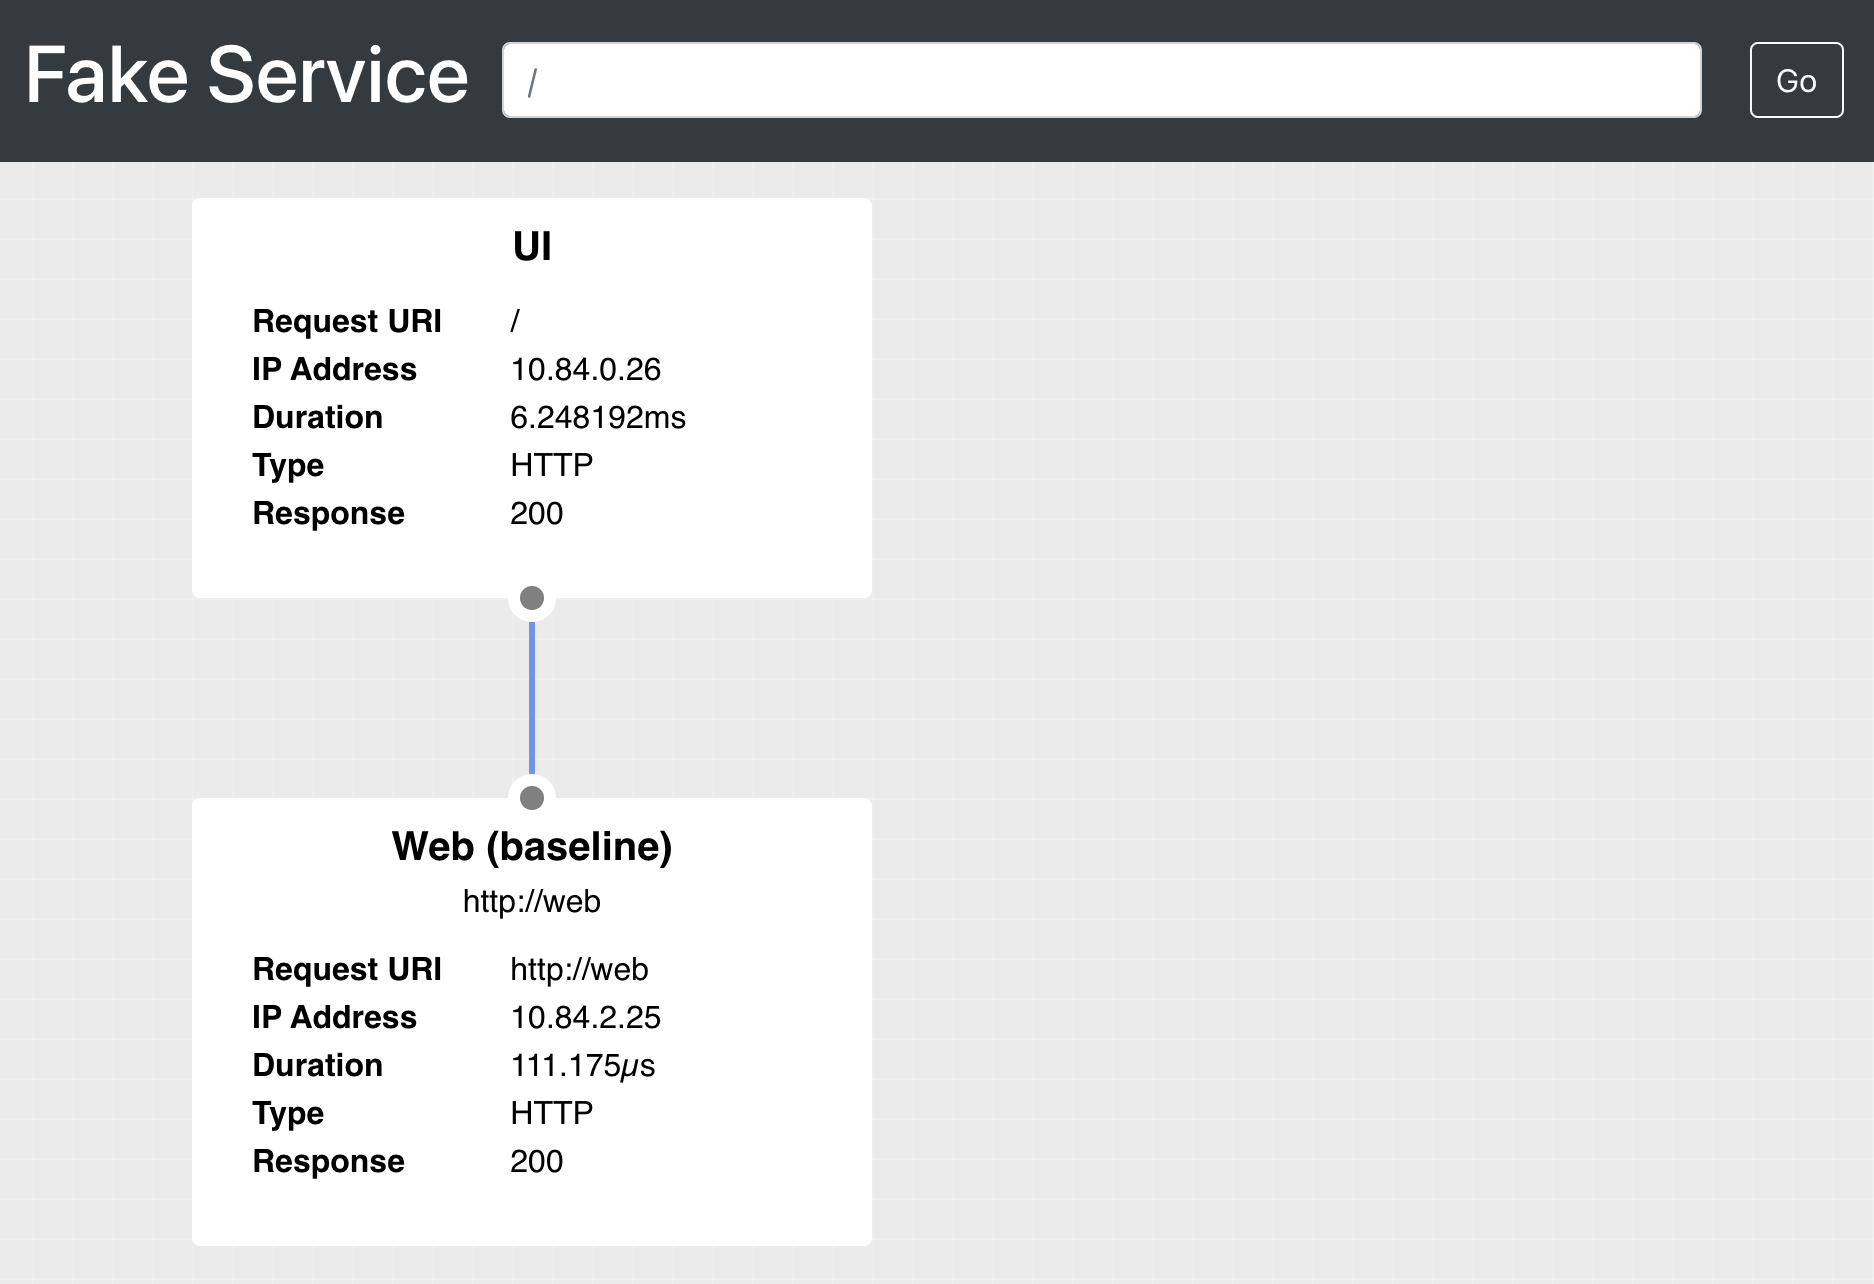 Fake Service / Go
UI
Request URI /
IP Address 10.84.0.26
Duration 6.248192ms
Type HTTP
Response 200
Web (baseline)
http://web
Request URI http://web
IP Address 10.84.2.25
Duration 111.175µs
Type HTTP
Response 200